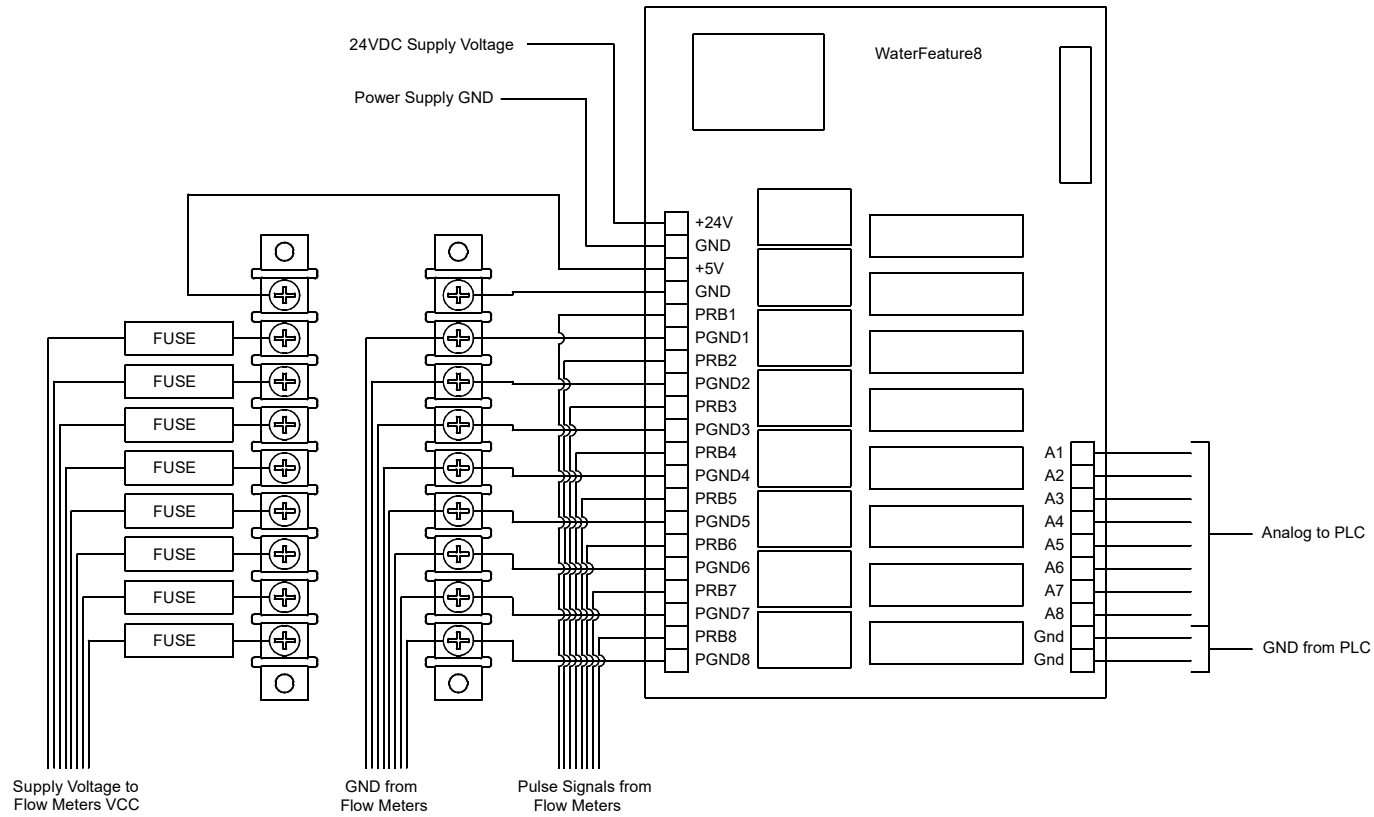 24VDC Supply Voltage
WaterFeature8
Power Supply GND
+24V
GND
+5V
GND
PRB1
PGND1
PRB2
PGND2
PRB3
PGND3
PRB4
PGND4
PRB5
PGND5
PRB6
PGND6
PRB7
PGND7
PRB8
PGND8
FUSE
FUSE
FUSE
FUSE
FUSE
FUSE
FUSE
FUSE
A1
A2
A3
A4
A5
A6
A7
A8
Gnd
Gnd
Analog to PLC
GND from PLC
Supply Voltage to
Flow Meters VCC
GND from
Flow Meters
Pulse Signals from
Flow Meters